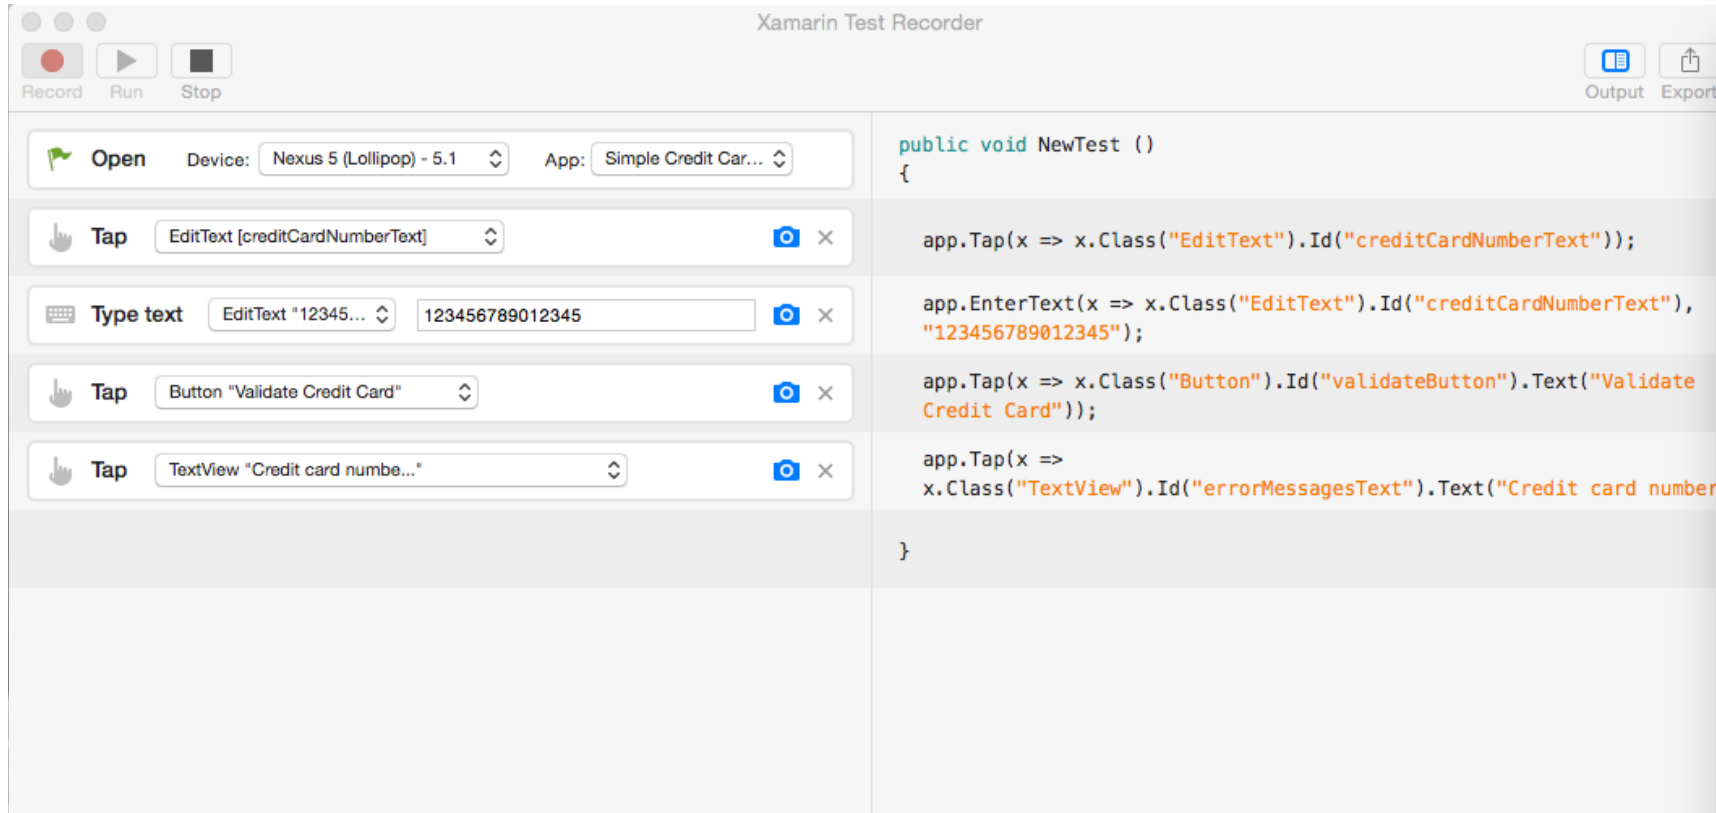 Xamarin Test Recorder
Record Run Stop
Output Export
Open Device: Nexus 5 (Lollipop) - 5.1 App: Simple Credit Car...
Tap EditText [creditCardNumberText]
Type text EditText "12345... 123456789012345
Tap Button "Validate Credit Card"
Tap TextView "Credit card numbe..."
public void NewTest ()
{
app.Tap(x => x.Class("EditText").Id("creditCardNumberText"));
app.EnterText(x => x.Class("EditText").Id("creditCardNumberText"),
"123456789012345");
app.Tap(x => x.Class("Button").Id("validateButton").Text("Validate
Credit Card"));
app.Tap(x =>
x.Class("TextView").Id("errorMessagesText").Text("Credit card number
}